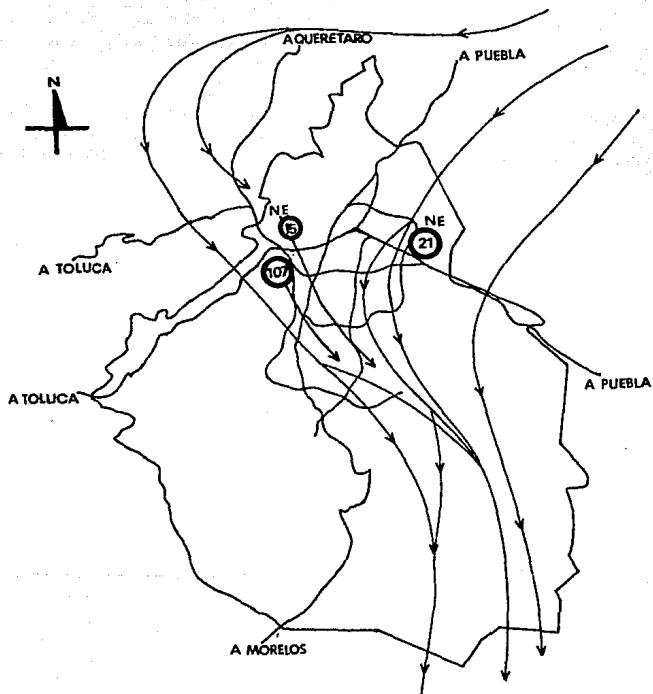 A QUERETARO
A PUEBLA
N
NE
15
NE
21
A TOLUCA
107
A TOLUCA
A PUEBLA
A MORELOS